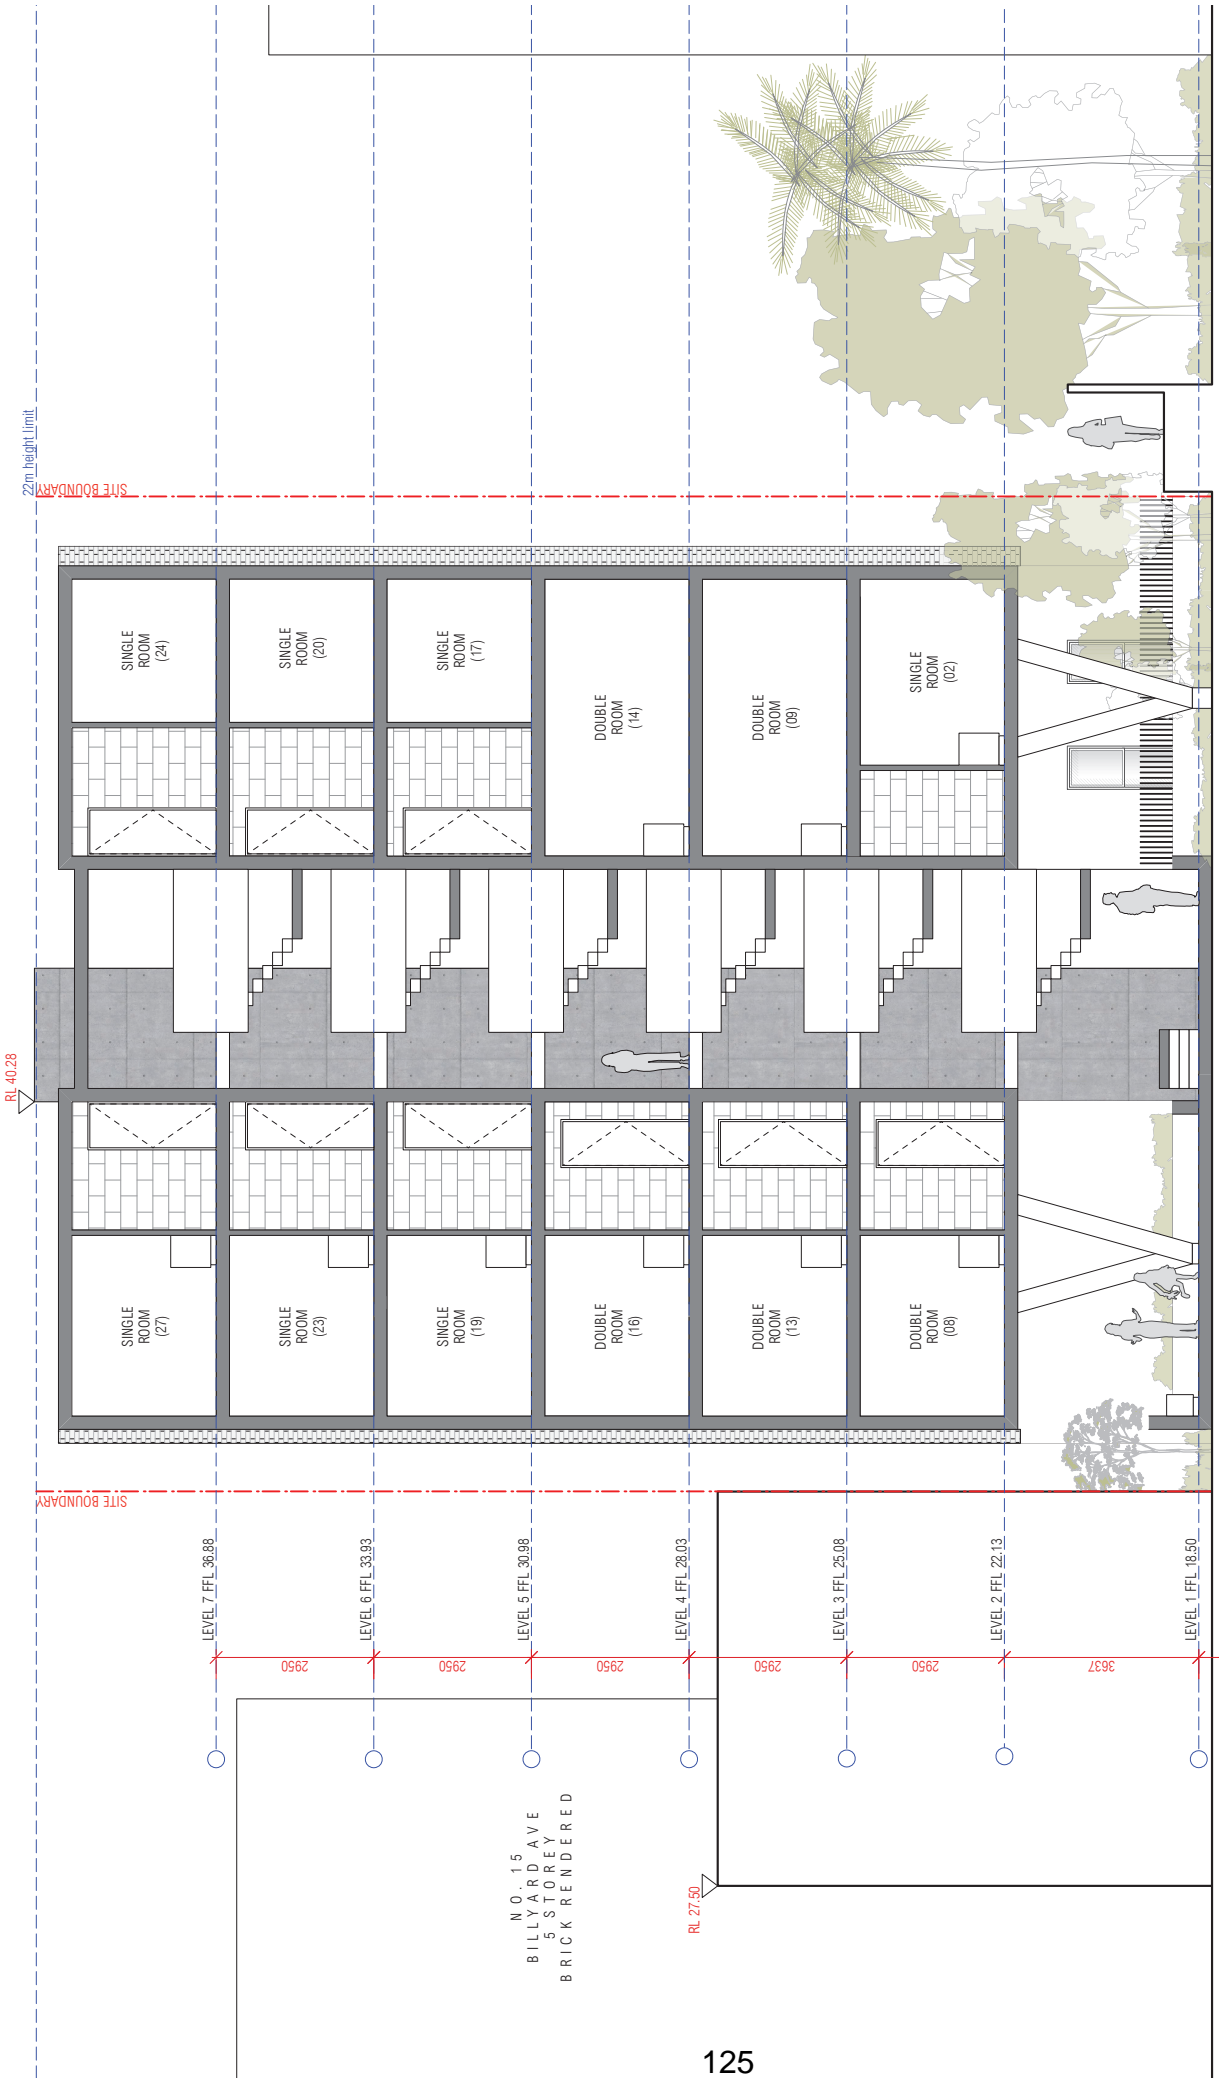 22m height limit
SITE BOUNDARY
RL 40.28
SINGLE
ROOM
(24)
SINGLE
ROOM
(20)
SINGLE
ROOM
(17)
DOUBLE
ROOM
(14)
DOUBLE
ROOM
(09)
SINGLE
ROOM
(02)
SINGLE
ROOM
(27)
SINGLE
ROOM
(23)
SINGLE
ROOM
(19)
DOUBLE
ROOM
(16)
DOUBLE
ROOM
(13)
DOUBLE
ROOM
(08)
SITE BOUNDARY
LEVEL 7 FFL 36.88
LEVEL 6 FFL 33.93
LEVEL 5 FFL 30.98
LEVEL 4 FFL 28.03
LEVEL 3 FFL 25.08
LEVEL 2 FFL 22.13
LEVEL 1 FFL 18.50
2950
2950
2950
2950
2950
3637
NO. 15
BILLYARD AVE
5 STOREY
BRICK RENDERED
RL 27.50
125